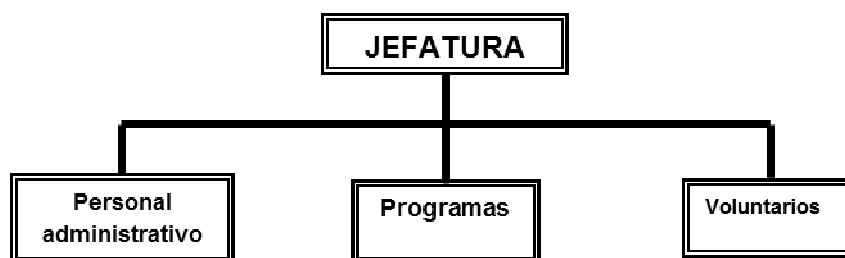 JEFATURA
Personal
administrativo
Programas
Voluntarios